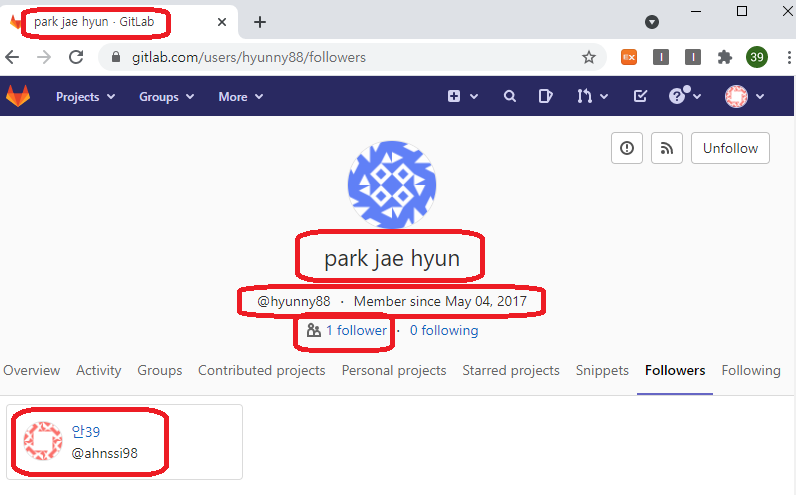 park jae hyun · GitLab
gitlab.com/users/hyunny88/followers
EX
39
Projects Groups More
Unfollow
park jae hyun
@hyunny88 · Member since May 04, 2017
1 follower · 0 following
Overview Activity Groups Contributed projects Personal projects Starred projects Snippets Followers Following
안39
@ahnssi98